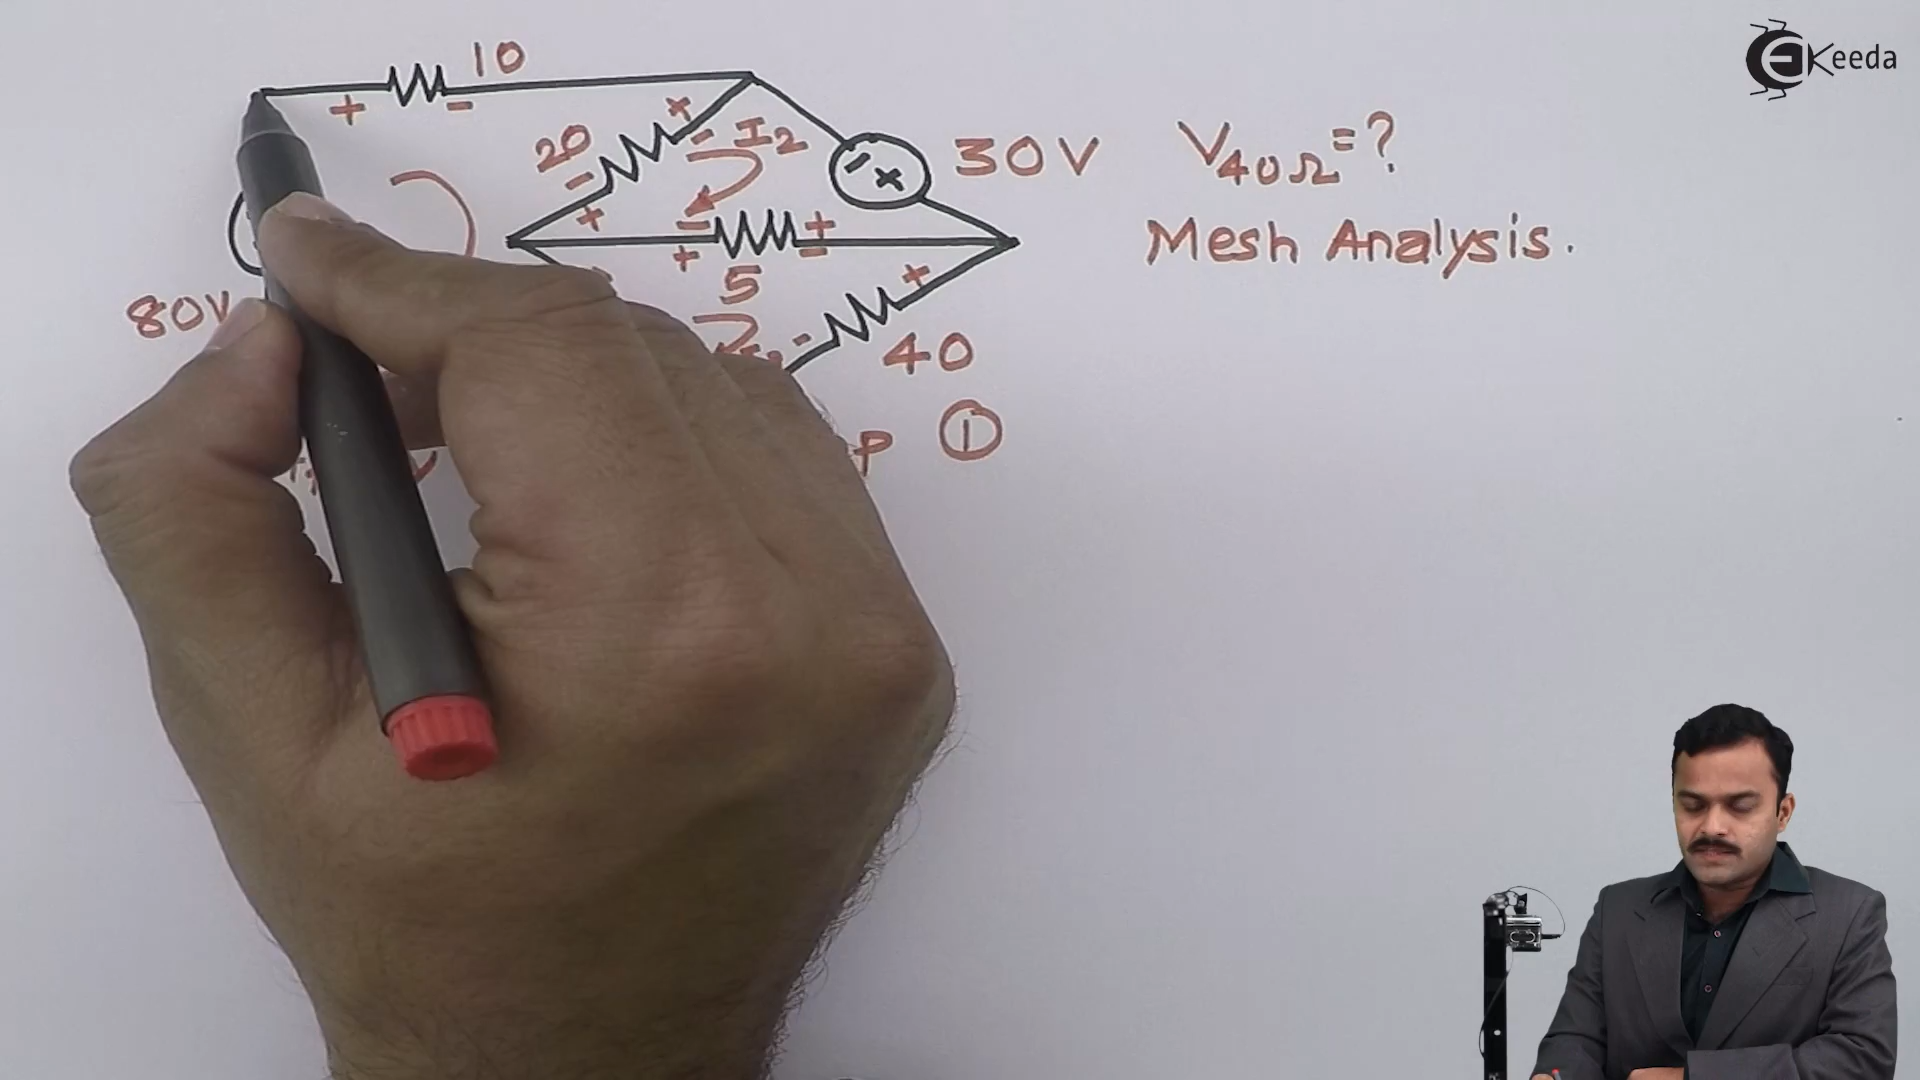 Keeda
10
+ -
20
+ -
I2
- +
30V
V40Ω = ?
Mesh Analysis.
+
- +
+ -
5
80V
+
-
40
p ①